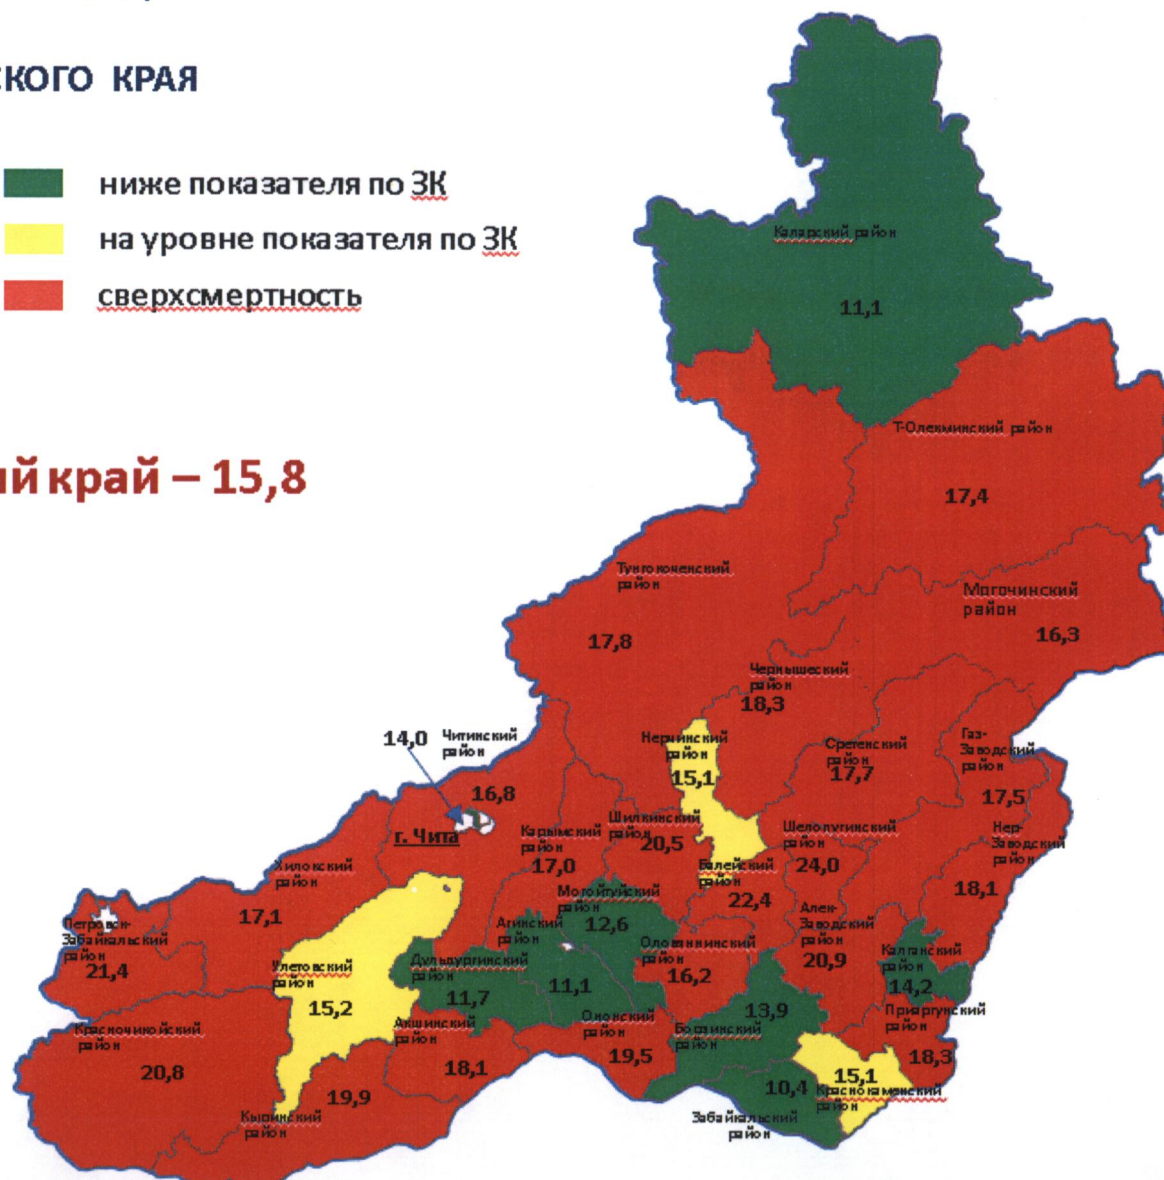 СКОГО КРАЯ
ниже показателя по ЗК
на уровне показателя по ЗК
сверхсмертность
ий край – 15,8
Каларский район
11,1
Т-Олекминский район
17,4
Тунгокоченский
район
17,8
Могочинский
район
16,3
Чернышеский
район
18,3
14,0
Читинский
район
16,8
г. Чита
Нерчинский
район
15,1
Сретенский
район
17,7
Газ-
Заводский
район
17,5
Карымский
район
17,0
Шилкинский
район
20,5
Шелопугинский
район
24,0
Нер-
Заводский
район
18,1
Хилокский
район
17,1
Балейский
район
22,4
Могойтуйский
район
12,6
Петровск-
Забайкальский
район
21,4
Агинский
район
11,1
Оловяннинский
район
16,2
Алек-
Заводский
район
20,9
Калганский
район
14,2
Улетовский
район
15,2
Дульдургинский
район
11,7
13,9
Борзинский
район
Приаргунский
район
18,3
Красночикойский
район
20,8
Акшинский
район
18,1
Ононский
район
19,5
19,9
Кыринский
район
10,4
Забайкальский
район
15,1
Краснокаменский
район